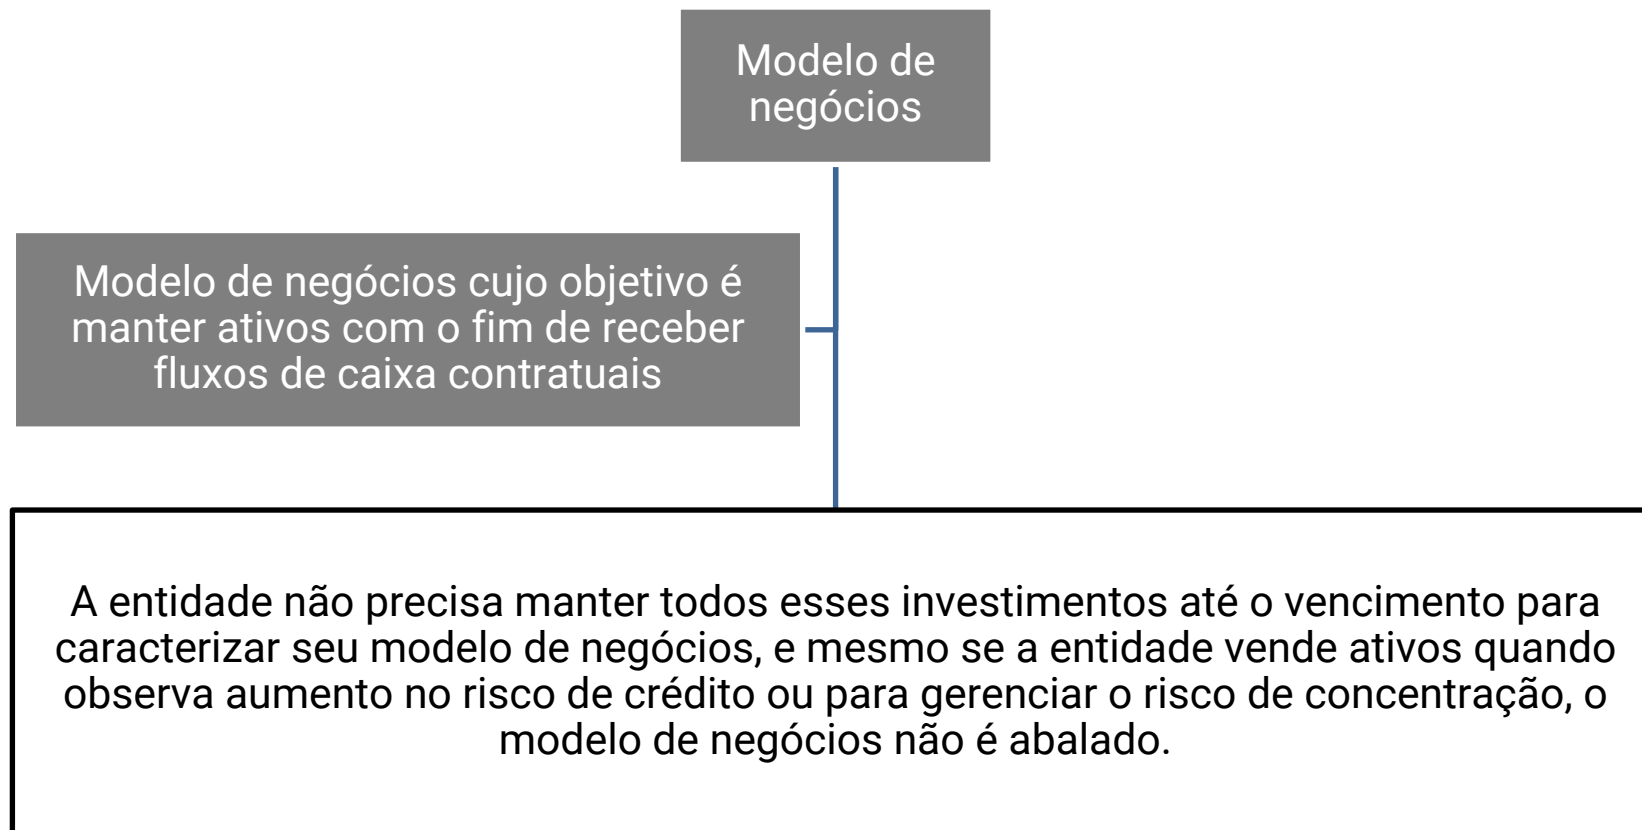 Modelo de
negócios
Modelo de negócios cujo objetivo é
manter ativos com o fim de receber
fluxos de caixa contratuais
A entidade não precisa manter todos esses investimentos até o vencimento para
caracterizar seu modelo de negócios, e mesmo se a entidade vende ativos quando
observa aumento no risco de crédito ou para gerenciar o risco de concentração, o
modelo de negócios não é abalado.